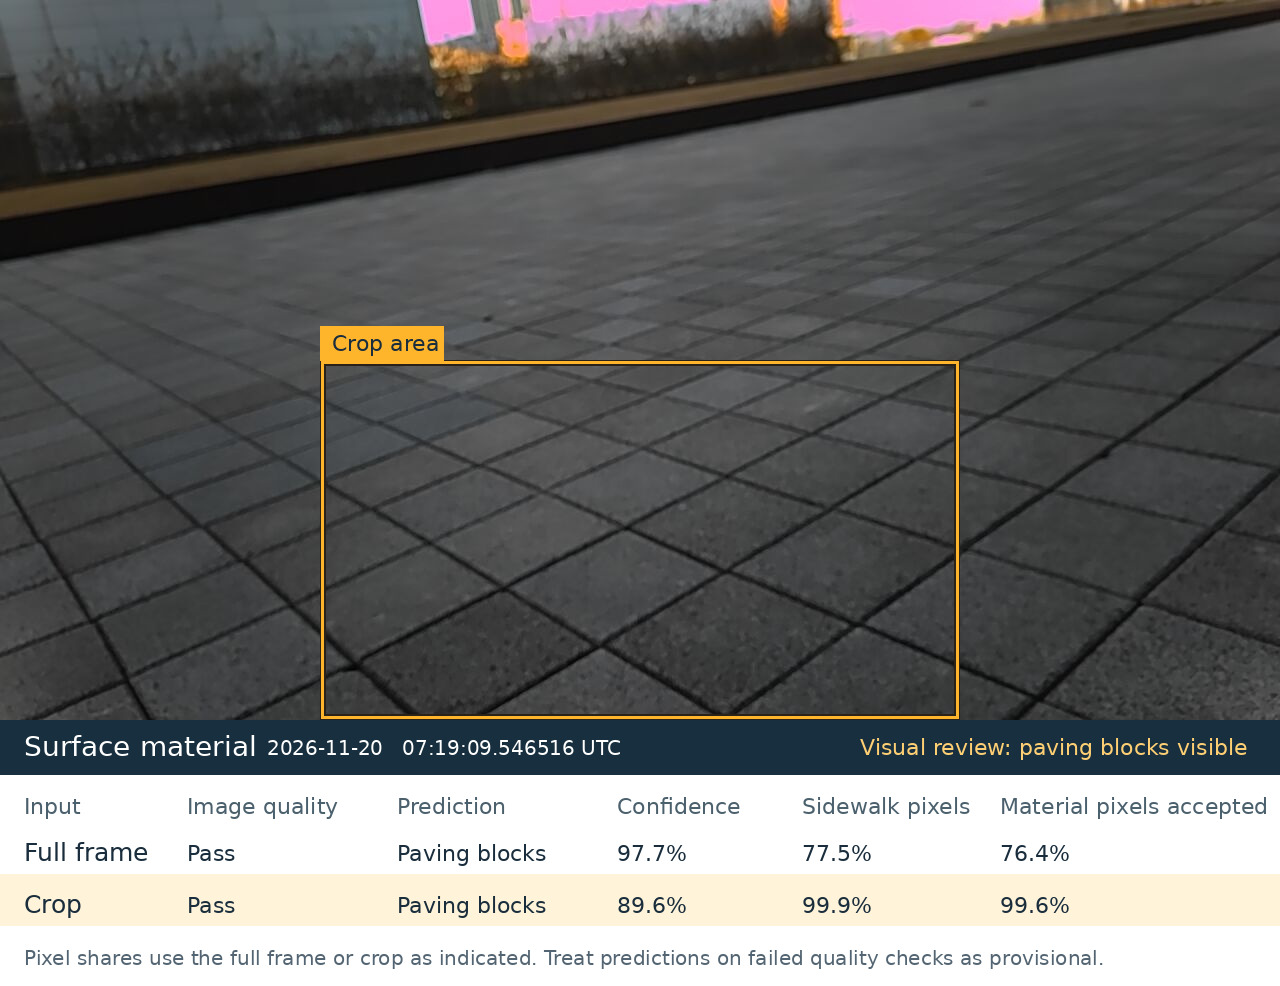 Crop area
Surface material 2026-11-20 07:19:09.546516 UTC Visual review: paving blocks visible
Input Image quality Prediction Confidence Sidewalk pixels Material pixels accepted
Full frame Pass Paving blocks 97.7% 77.5% 76.4%
Crop Pass Paving blocks 89.6% 99.9% 99.6%
Pixel shares use the full frame or crop as indicated. Treat predictions on failed quality checks as provisional.